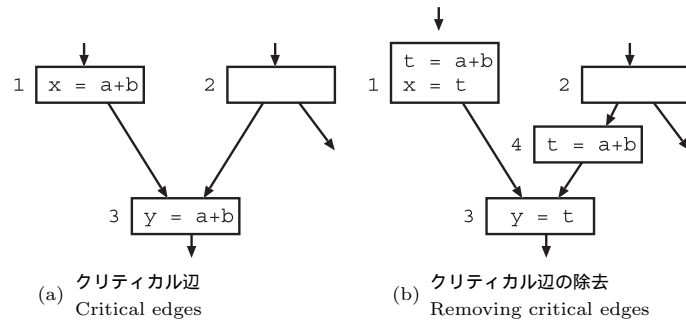 1
x = a+b
2
3
y = a+b
(a)
クリティカル辺
Critical edges
1
t = a+b
x = t
2
4
t = a+b
3
y = t
(b)
クリティカル辺の除去
Removing critical edges